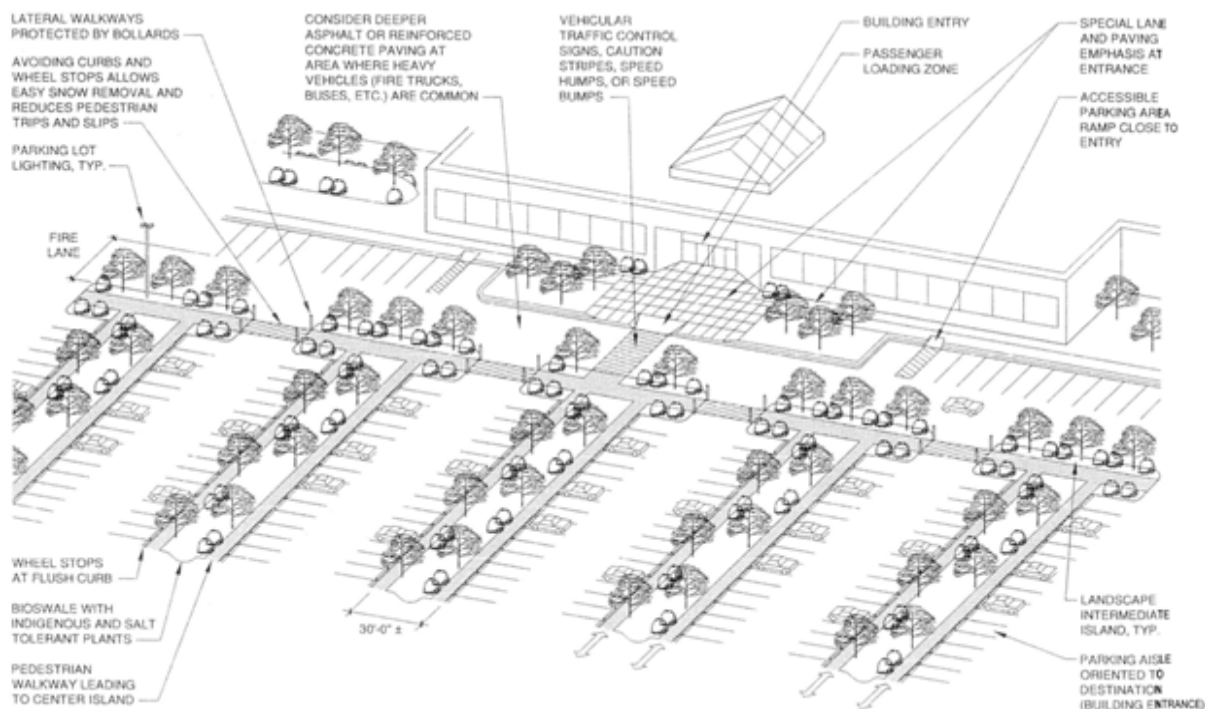 LATERAL WALKWAYS
PROTECTED BY BOLLARDS
AVOIDING CURBS AND
WHEEL STOPS ALLOWS
EASY SNOW REMOVAL AND
REDUCES PEDESTRIAN
TRIPS AND SLIPS
PARKING LOT
LIGHTING, TYP.
FIRE
LANE
CONSIDER DEEPER
ASPHALT OR REINFORCED
CONCRETE PAVING AT
AREA WHERE HEAVY
VEHICLES (FIRE TRUCKS,
BUSES, ETC.) ARE COMMON
VEHICULAR
TRAFFIC CONTROL
SIGNS, CAUTION
STRIPES, SPEED
HUMPS, OR SPEED
BUMPS
BUILDING ENTRY
PASSENGER
LOADING ZONE
SPECIAL LANE
AND PAVING
EMPHASIS AT
ENTRANCE
ACCESSIBLE
PARKING AREA
RAMP CLOSE TO
ENTRY
WHEEL STOPS
AT FLUSH CURB
BIOSWALE WITH
INDIGENOUS AND SALT
TOLERANT PLANTS
PEDESTRIAN
WALKWAY LEADING
TO CENTER ISLAND
30'-0" ±
LANDSCAPE
INTERMEDIATE
ISLAND, TYP.
PARKING AISLE
ORIENTED TO
DESTINATION
(BUILDING ENTRANCE)